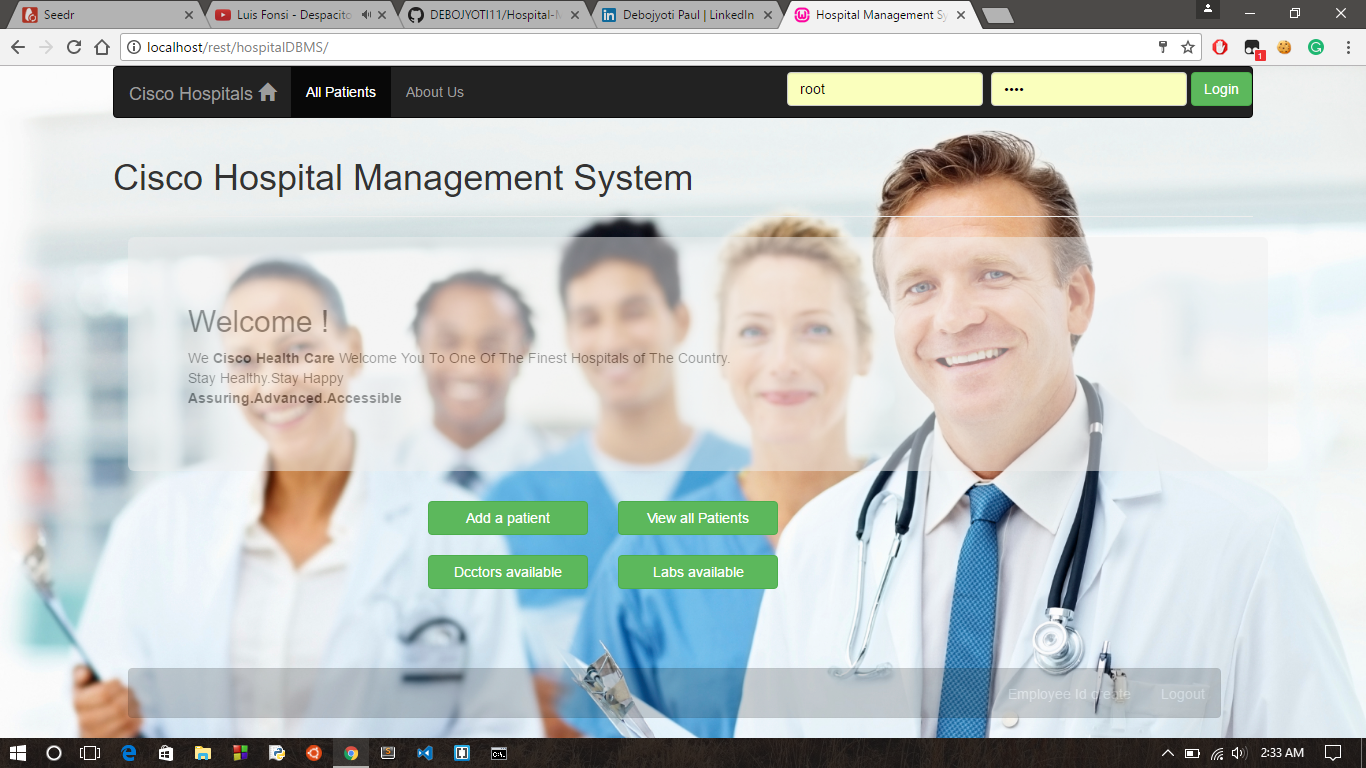 Seedr
Luis Fonsi - Despacito
DEBOJYOTI11/Hospital-M
Debojyoti Paul | LinkedIn
Hospital Management Sy
localhost/rest/hospitalDBMS/
1
Cisco Hospitals
All Patients
About Us
root
••••
Login
Cisco Hospital Management System
Welcome !
We Cisco Health Care Welcome You To One Of The Finest Hospitals of The Country.
Stay Healthy.Stay Happy
Assuring.Advanced.Accessible
Add a patient
View all Patients
Dcctors available
Labs available
Employee Id create
Logout
2:33 AM